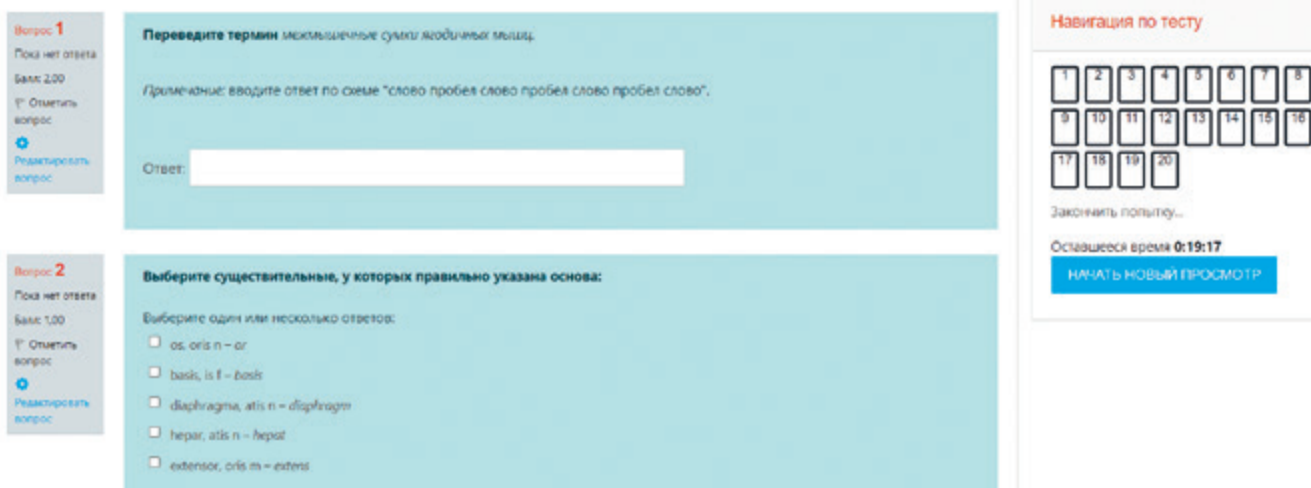 Вопрос 1
Пока нет ответа
Балл: 2,00
Отметить
вопрос
Редактировать
вопрос
Переведите термин межмышечные сумки ягодичных мышц.
Примечание: вводите ответ по схеме "слово пробел слово пробел слово пробел слово".
Ответ:
Вопрос 2
Пока нет ответа
Балл: 1,00
Отметить
вопрос
Редактировать
вопрос
Выберите существительные, у которых правильно указана основа:
Выберите один или несколько ответов:
os, oris n – or
basis, is f – basis
diaphragma, atis n – diaphragm
hepar, atis n – hepat
extensor, oris m – extens
Навигация по тесту
1 2 3 4 5 6 7 8
9 10 11 12 13 14 15 16
17 18 19 20
Закончить попытку...
Оставшееся время 0:19:17
НАЧАТЬ НОВЫЙ ПРОСМОТР